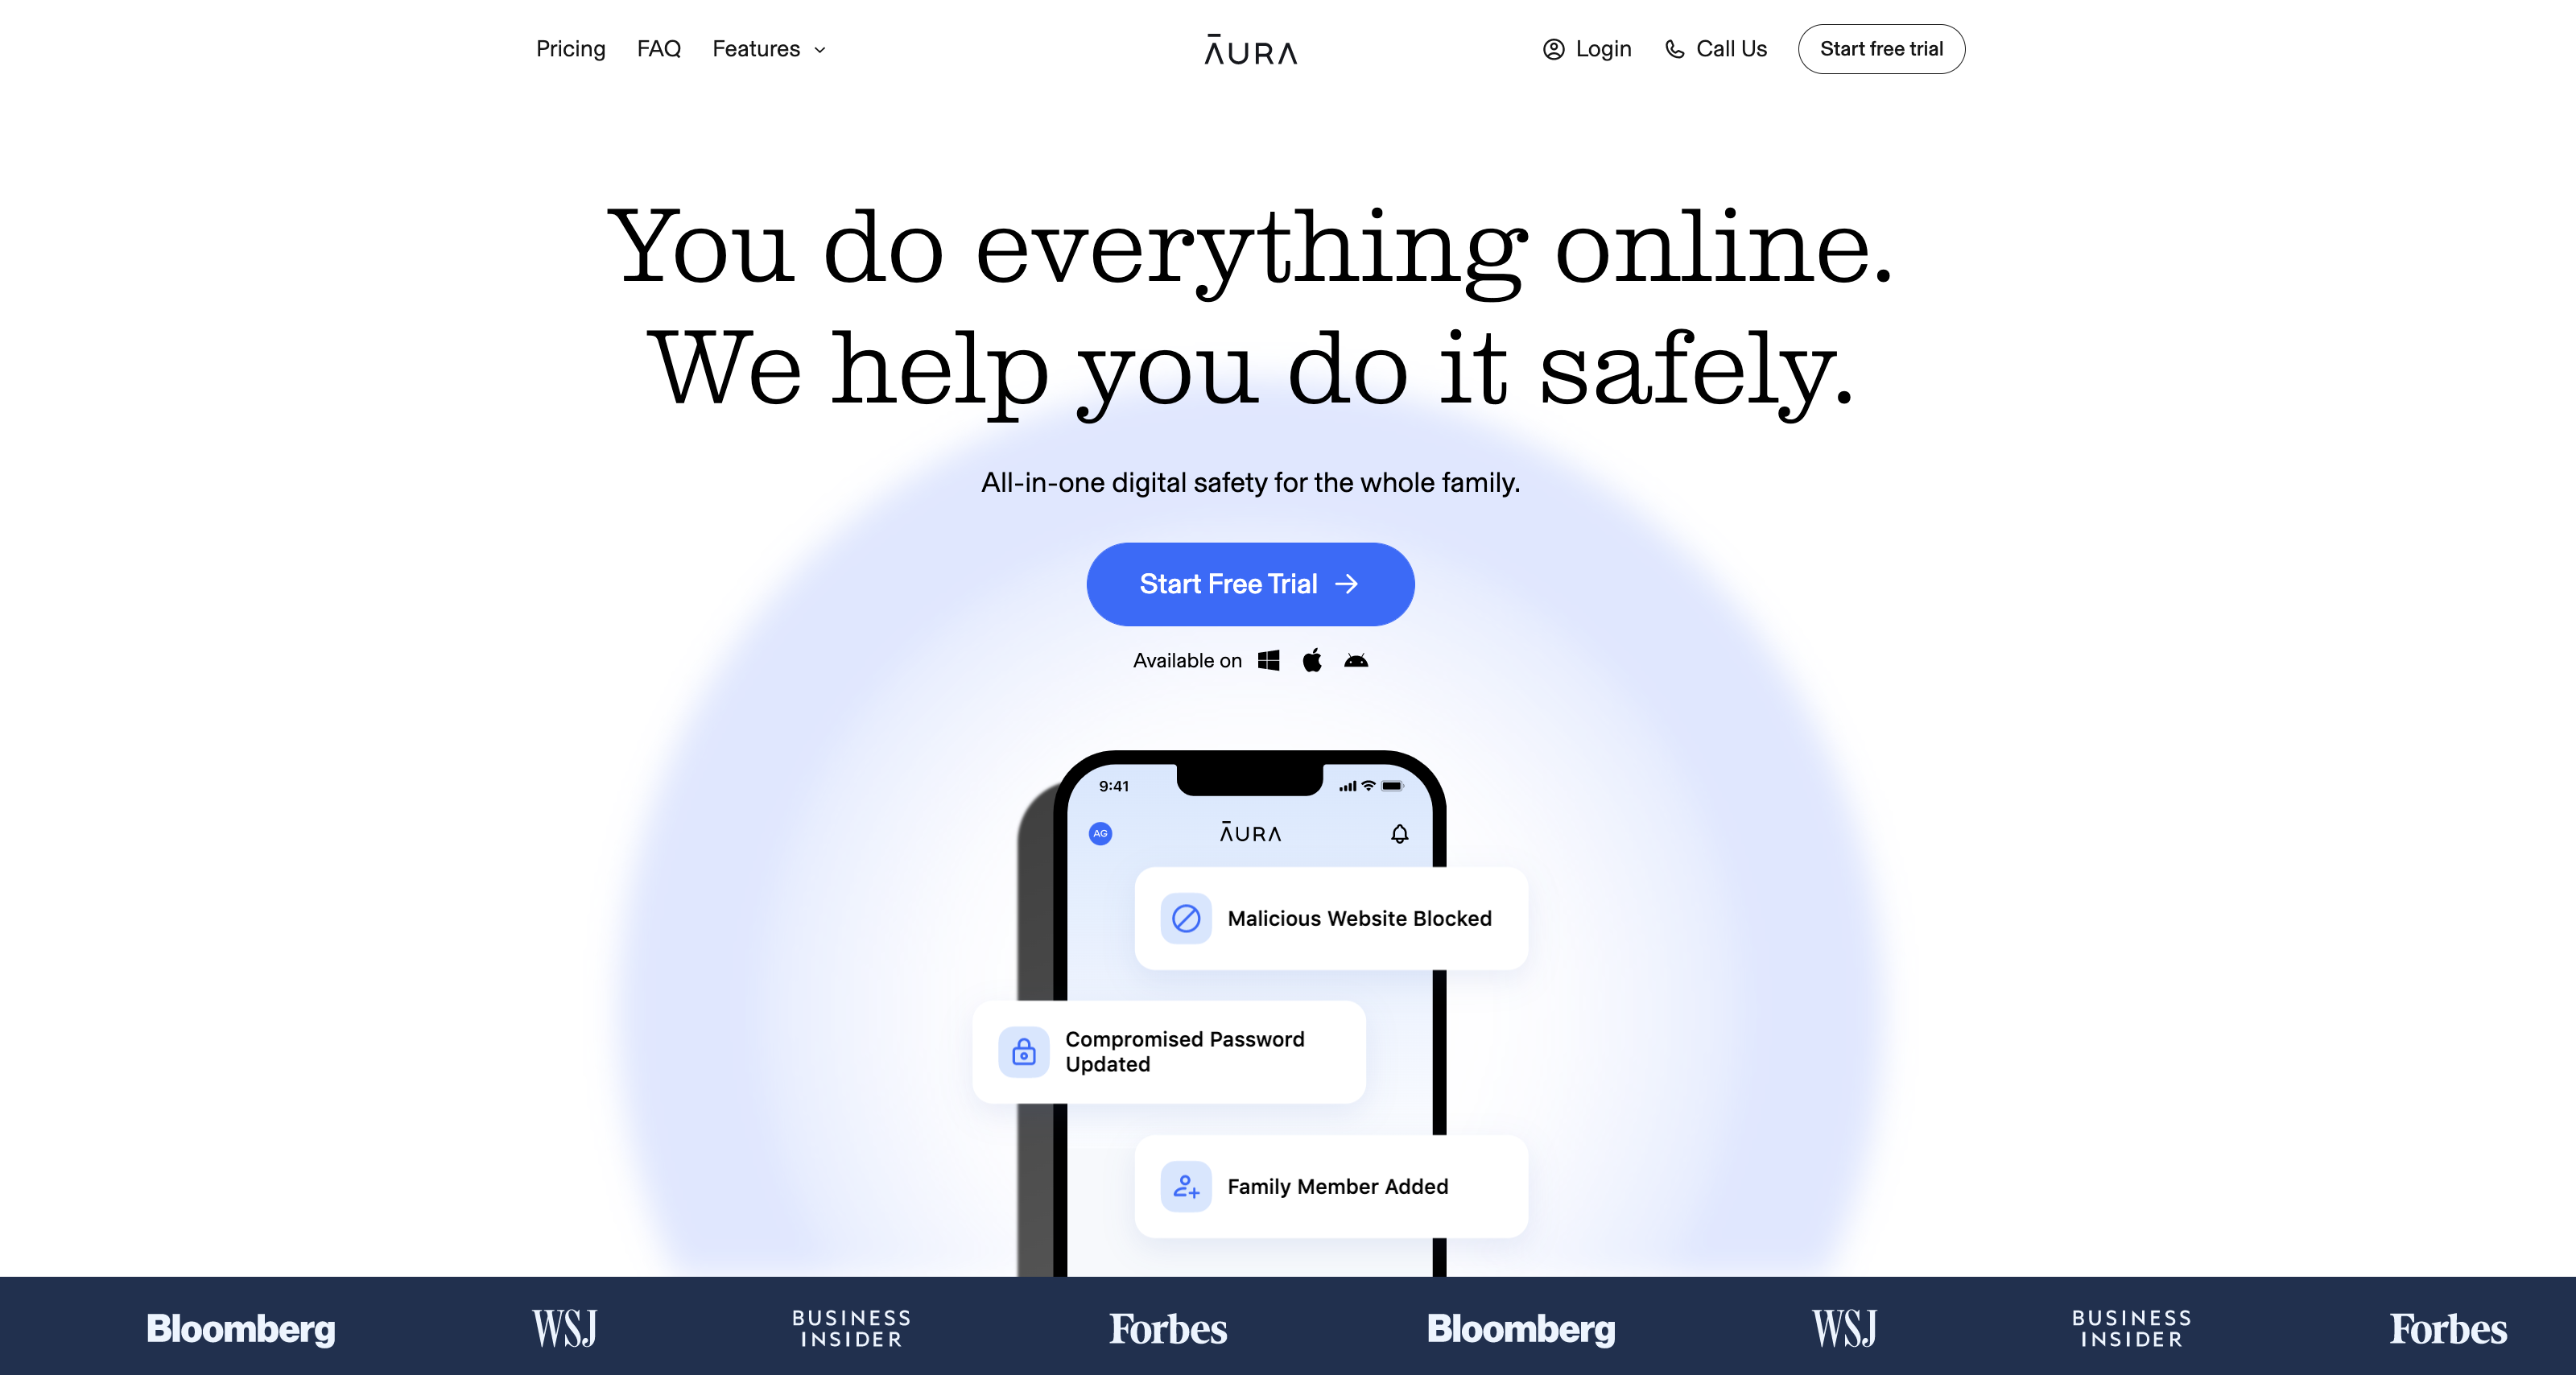 Pricing FAQ Features
ĀURA
Login Call Us Start free trial
You do everything online.
We help you do it safely.
All-in-one digital safety for the whole family.
Start Free Trial →
Available on
9:41
AG
ĀURA
Malicious Website Blocked
Compromised Password
Updated
Family Member Added
Bloomberg
WSJ
BUSINESS
INSIDER
Forbes
Bloomberg
WSJ
BUSINESS
INSIDER
Forbes